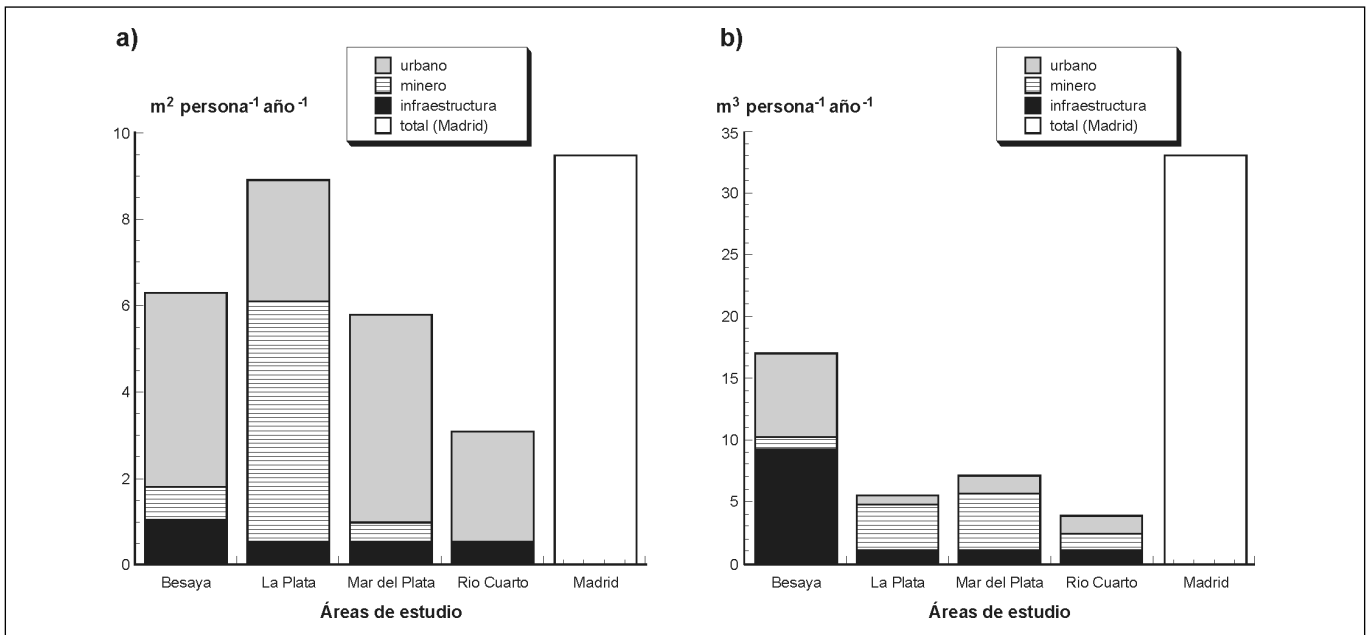 a)
urbano
minero
infraestructura
total (Madrid)
m² persona⁻¹ año⁻¹
10
8
6
4
2
0
Besaya La Plata Mar del Plata Rio Cuarto Madrid
Áreas de estudio
b)
urbano
minero
infraestructura
total (Madrid)
m³ persona⁻¹ año⁻¹
35
30
25
20
15
10
5
0
Besaya La Plata Mar del Plata Rio Cuarto Madrid
Áreas de estudio